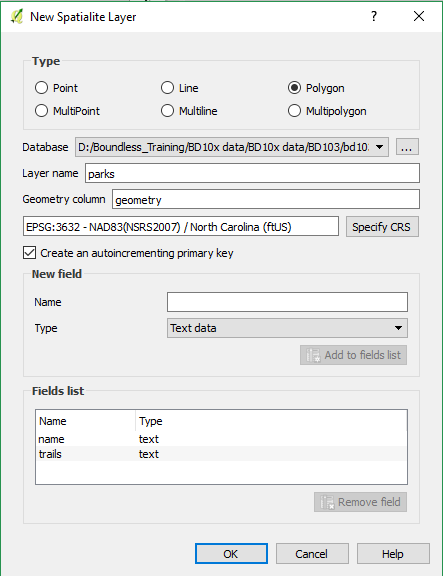 New Spatialite Layer
Type
Point Line Polygon
MultiPoint Multiline Multipolygon
Database D:/Boundless_Training/BD10x data/BD10x data/BD103/bd103 ...
Layer name parks
Geometry column geometry
EPSG:3632 - NAD83(NSRS2007) / North Carolina (ftUS) Specify CRS
Create an autoincrementing primary key
New field
Name
Type Text data
Add to fields list
Fields list
Name Type
name text
trails text
Remove field
OK Cancel Help